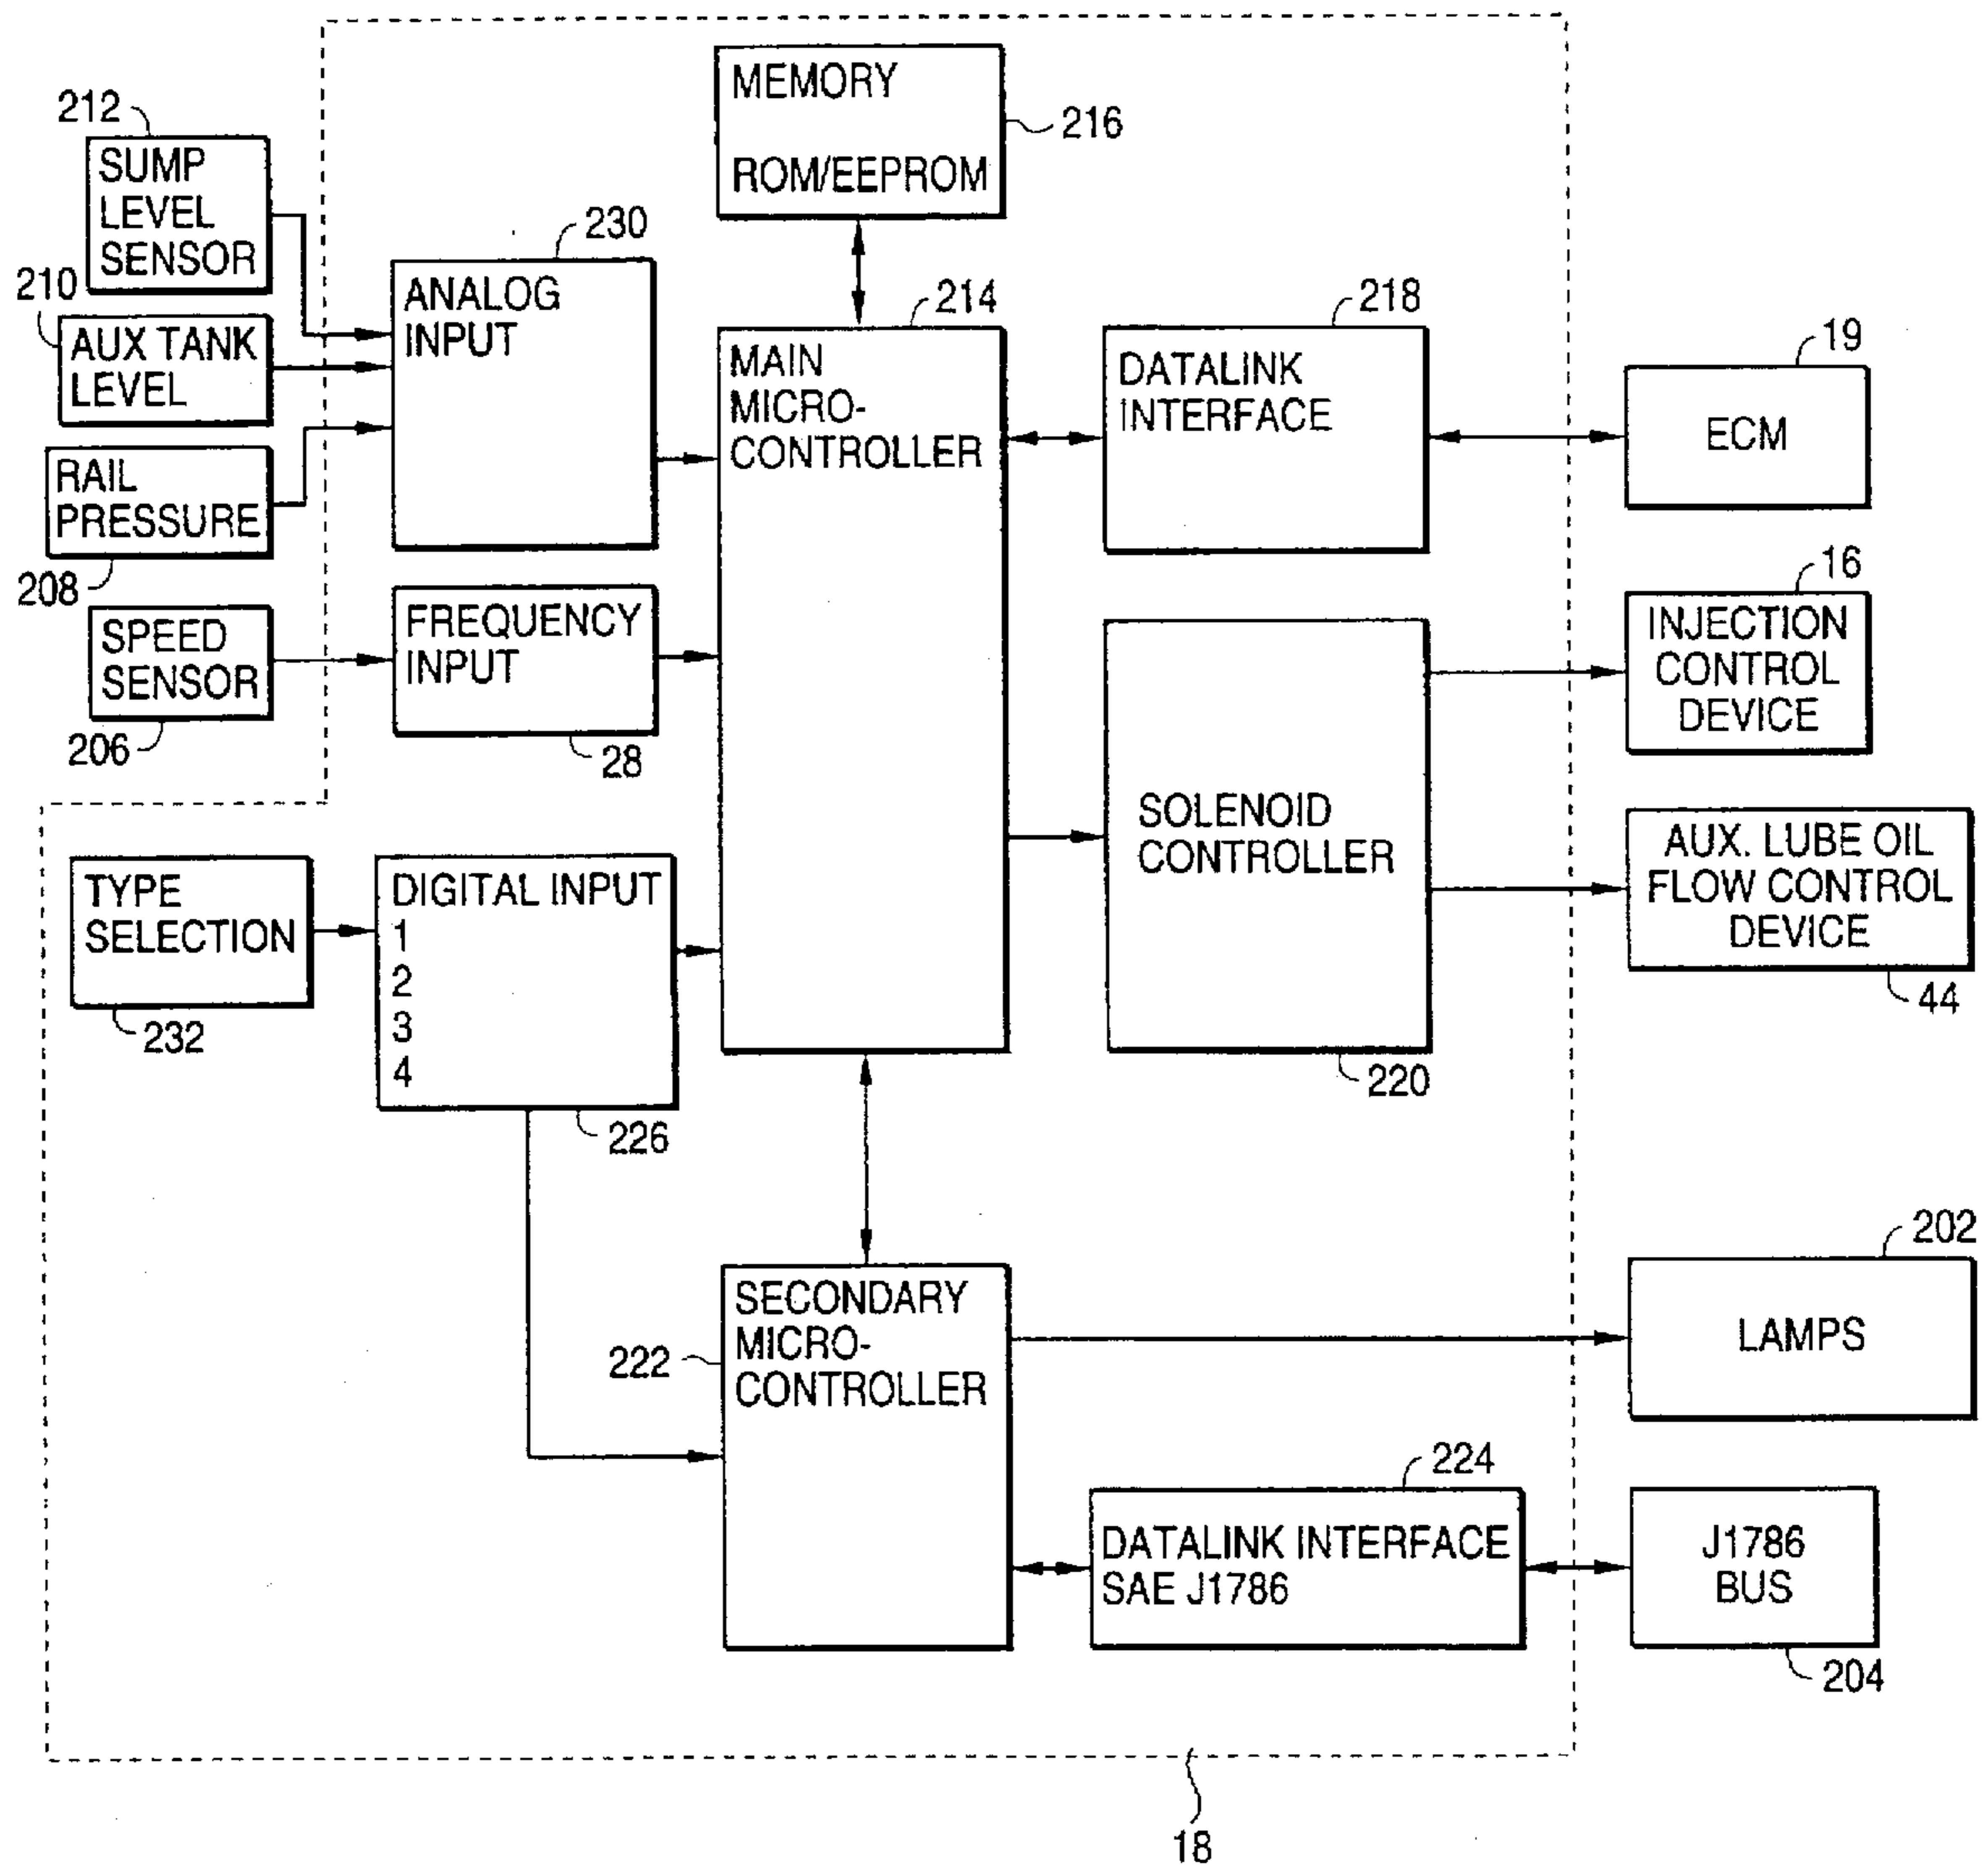 MEMORY
ROM/EEPROM
216
212
SUMP
LEVEL
SENSOR
210
AUX TANK
LEVEL
RAIL
PRESSURE
208
SPEED
SENSOR
206
230
ANALOG
INPUT
FREQUENCY
INPUT
28
214
MAIN
MICRO-
CONTROLLER
218
DATALINK
INTERFACE
19
ECM
16
INJECTION
CONTROL
DEVICE
SOLENOID
CONTROLLER
220
AUX. LUBE OIL
FLOW CONTROL
DEVICE
44
TYPE
SELECTION
232
DIGITAL INPUT
1
2
3
4
226
SECONDARY
MICRO-
CONTROLLER
222
202
LAMPS
224
DATALINK INTERFACE
SAE J1786
J1786
BUS
204
18